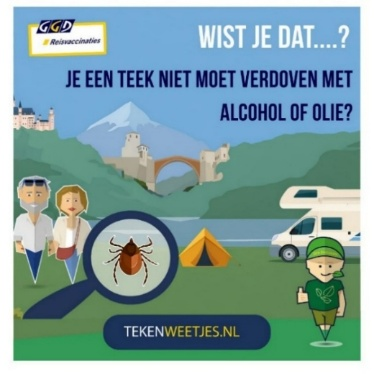 GGD
Reisvaccinaties
WIST JE DAT....?
JE EEN TEEK NIET MOET VERDOVEN MET
ALCOHOL OF OLIE?
TEKENWEETJES.NL